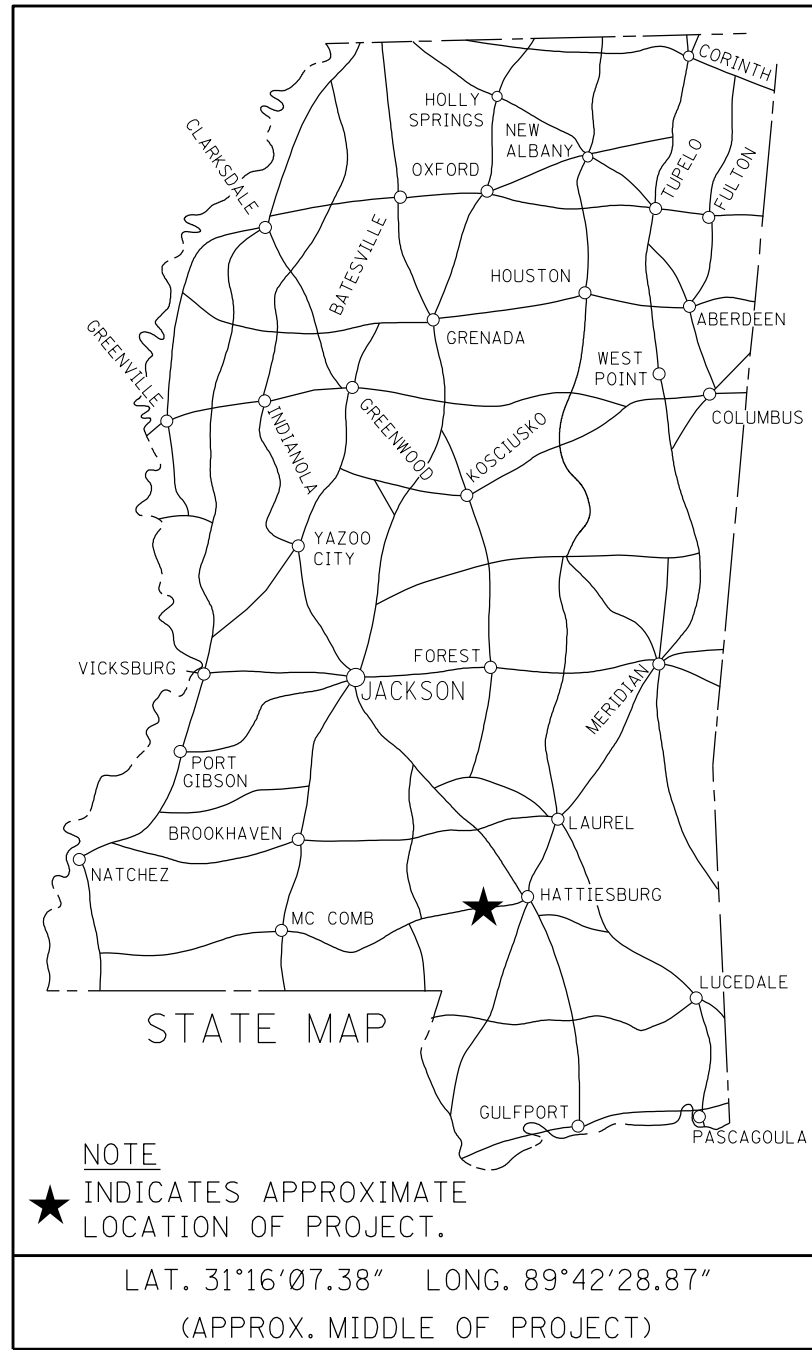 CORINTH
HOLLY
SPRINGS
NEW
ALBANY
CLARKSDALE
OXFORD
TUPELO
FULTON
BATESVILLE
HOUSTON
ABERDEEN
GRENADA
GREENVILLE
WEST
POINT
COLUMBUS
INDIANOLA
GREENWOOD
KOSCIUSKO
YAZOO
CITY
VICKSBURG
FOREST
JACKSON
MERIDIAN
PORT
GIBSON
BROOKHAVEN
LAUREL
NATCHEZ
HATTIESBURG
MC COMB
LUCEDALE
STATE MAP
GULFPORT
PASCAGOULA
NOTE
INDICATES APPROXIMATE
LOCATION OF PROJECT.
LAT. 31°16'07.38" LONG. 89°42'28.87"
(APPROX. MIDDLE OF PROJECT)